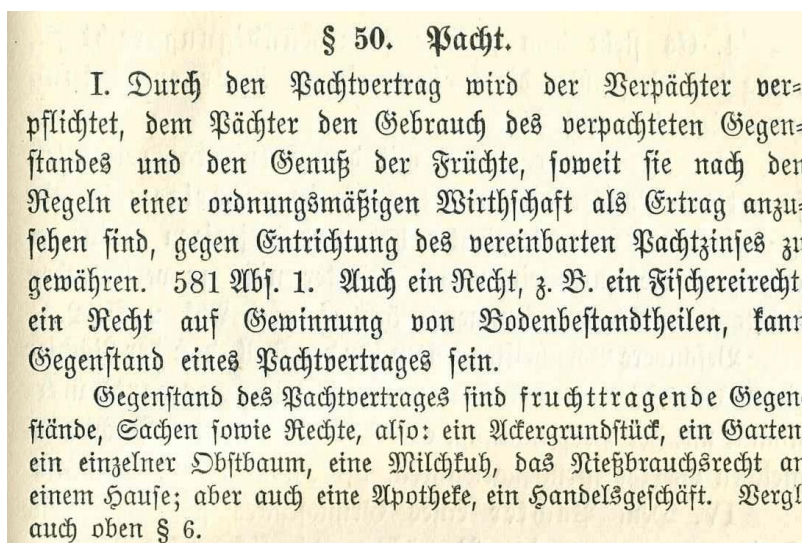 § 50. Pacht.
I. Durch den Pachtvertrag wird der Verpächter ver=
pflichtet, dem Pächter den Gebrauch des verpachteten Gegen=
standes und den Genuß der Früchte, soweit sie nach den
Regeln einer ordnungsmäßigen Wirthschaft als Ertrag anzu=
sehen sind, gegen Entrichtung des vereinbarten Pachtzinses zu
gewähren. 581 Abs. 1. Auch ein Recht, z. B. ein Fischereirecht
ein Recht auf Gewinnung von Bodenbestandtheilen, kann
Gegenstand eines Pachtvertrages sein.
Gegenstand des Pachtvertrages sind fruchttragende Gegen
stände, Sachen sowie Rechte, also: ein Ackergrundstück, ein Garten
ein einzelner Obstbaum, eine Milchkuh, das Nießbrauchsrecht an
einem Hause; aber auch eine Apotheke, ein Handelsgeschäft. Vergl
auch oben § 6.